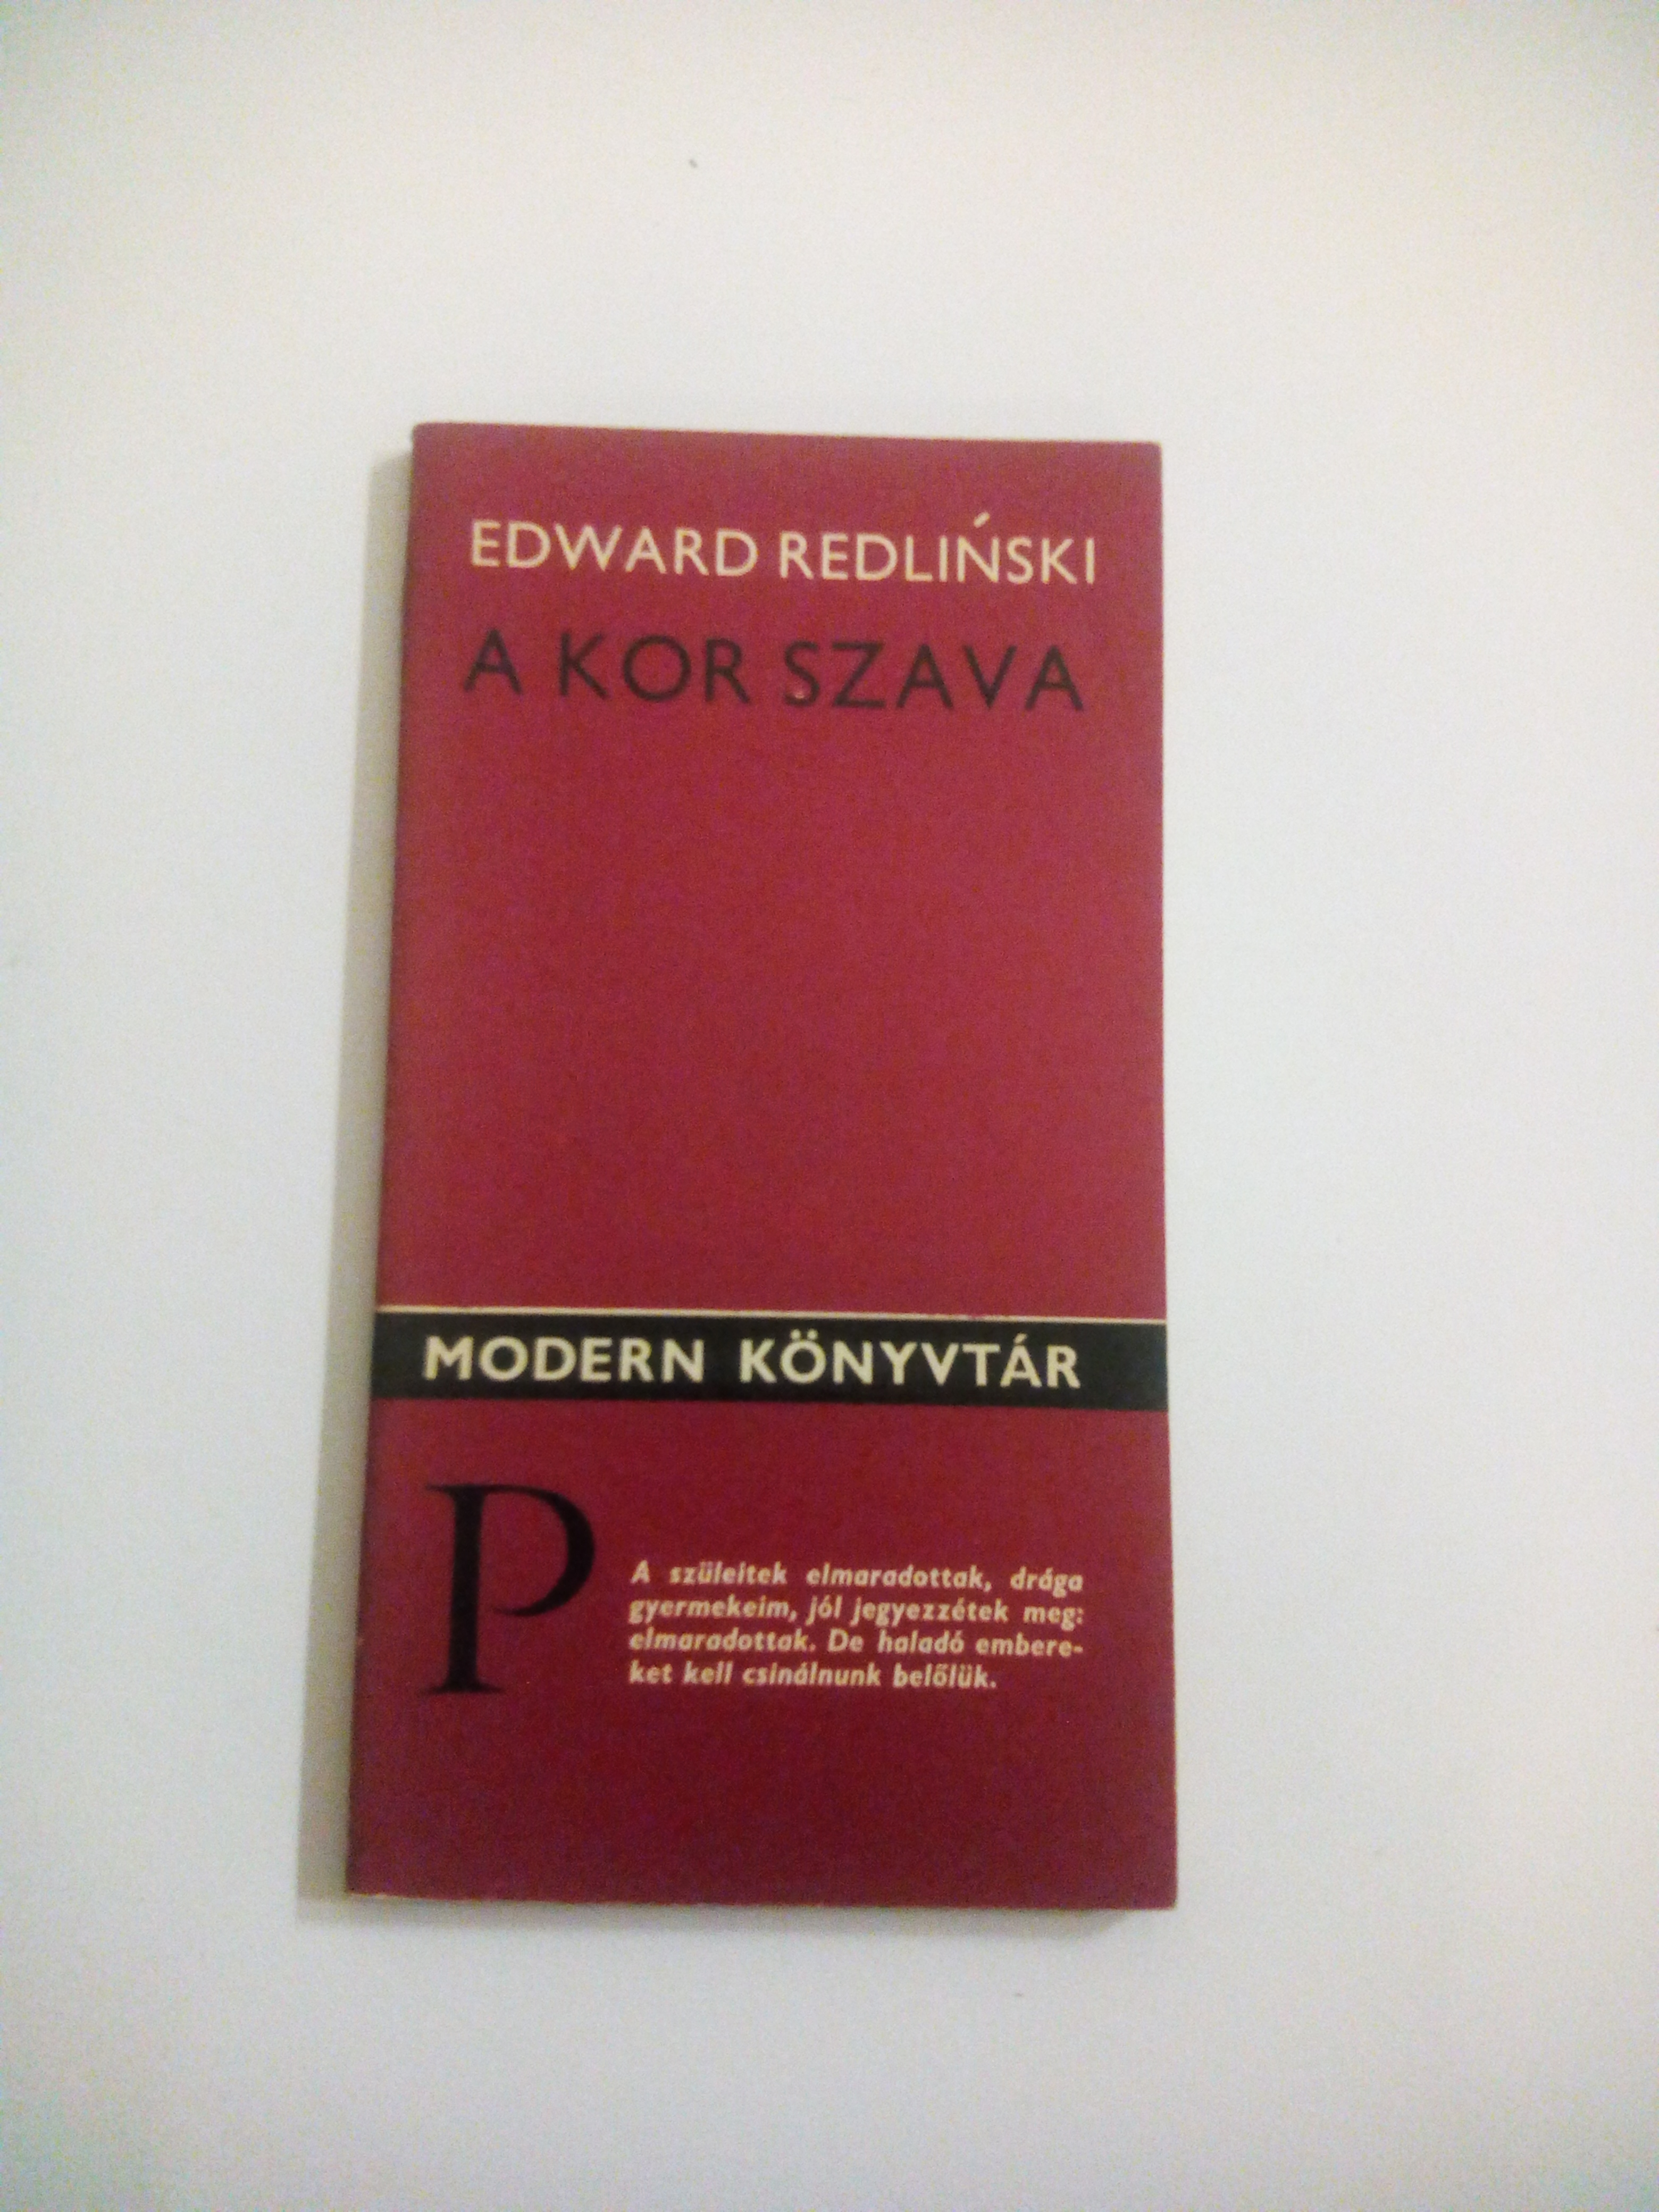 EDWARD REDLIŃSKI
A KOR SZAVA
MODERN KÖNYVTÁR
P
A szüleitek elmaradottak, drága
gyermekeim, jól jegyezzétek meg:
elmaradottak. De haladó embere-
ket kell csinálnunk belőlük.